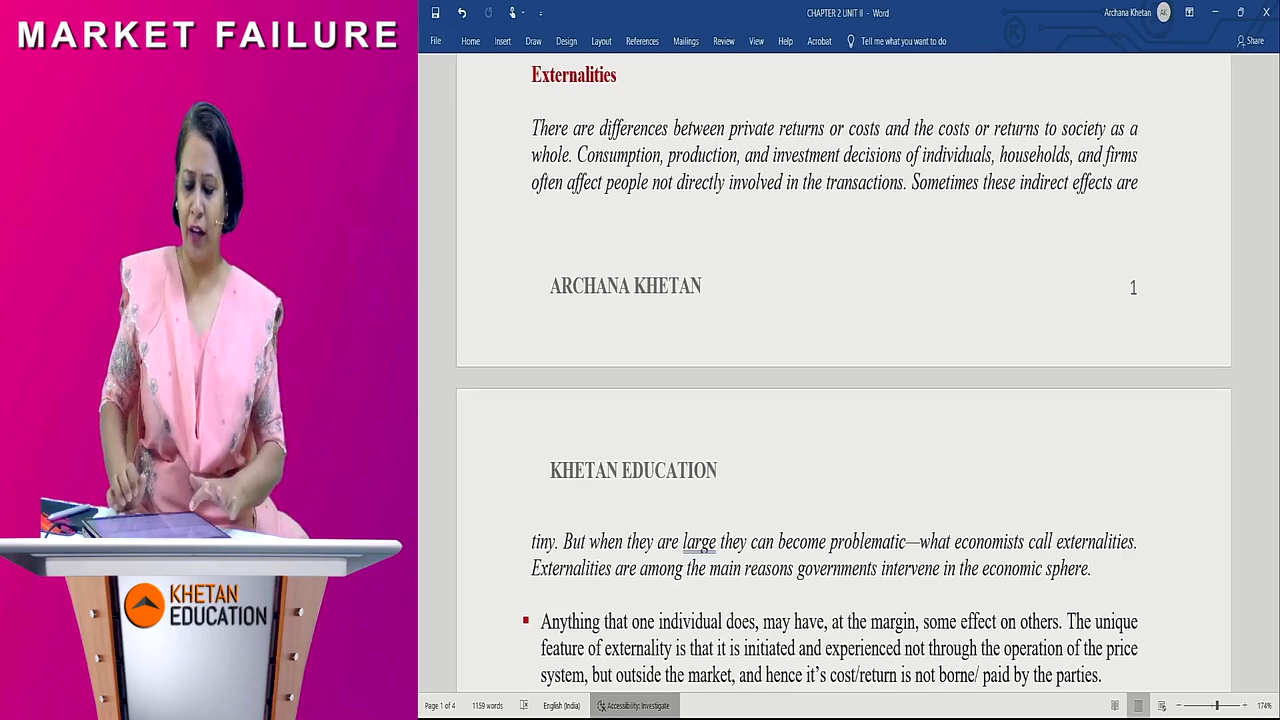 MARKET FAILURE
CHAPTER 2 UNIT II - Word
Archana Khetan
AK
File Home Insert Draw Design Layout References Mailings Review View Help Acrobat Tell me what you want to do
Share
Externalities
There are differences between private returns or costs and the costs or returns to society as a
whole. Consumption, production, and investment decisions of individuals, households, and firms
often affect people not directly involved in the transactions. Sometimes these indirect effects are
ARCHANA KHETAN 1
KHETAN EDUCATION
tiny. But when they are large they can become problematic—what economists call externalities.
Externalities are among the main reasons governments intervene in the economic sphere.
Anything that one individual does, may have, at the margin, some effect on others. The unique
feature of externality is that it is initiated and experienced not through the operation of the price
system, but outside the market, and hence it's cost/return is not borne/ paid by the parties.
KHETAN
EDUCATION
Page 1 of 4 1159 words English (India) Accessibility: Investigate 174%